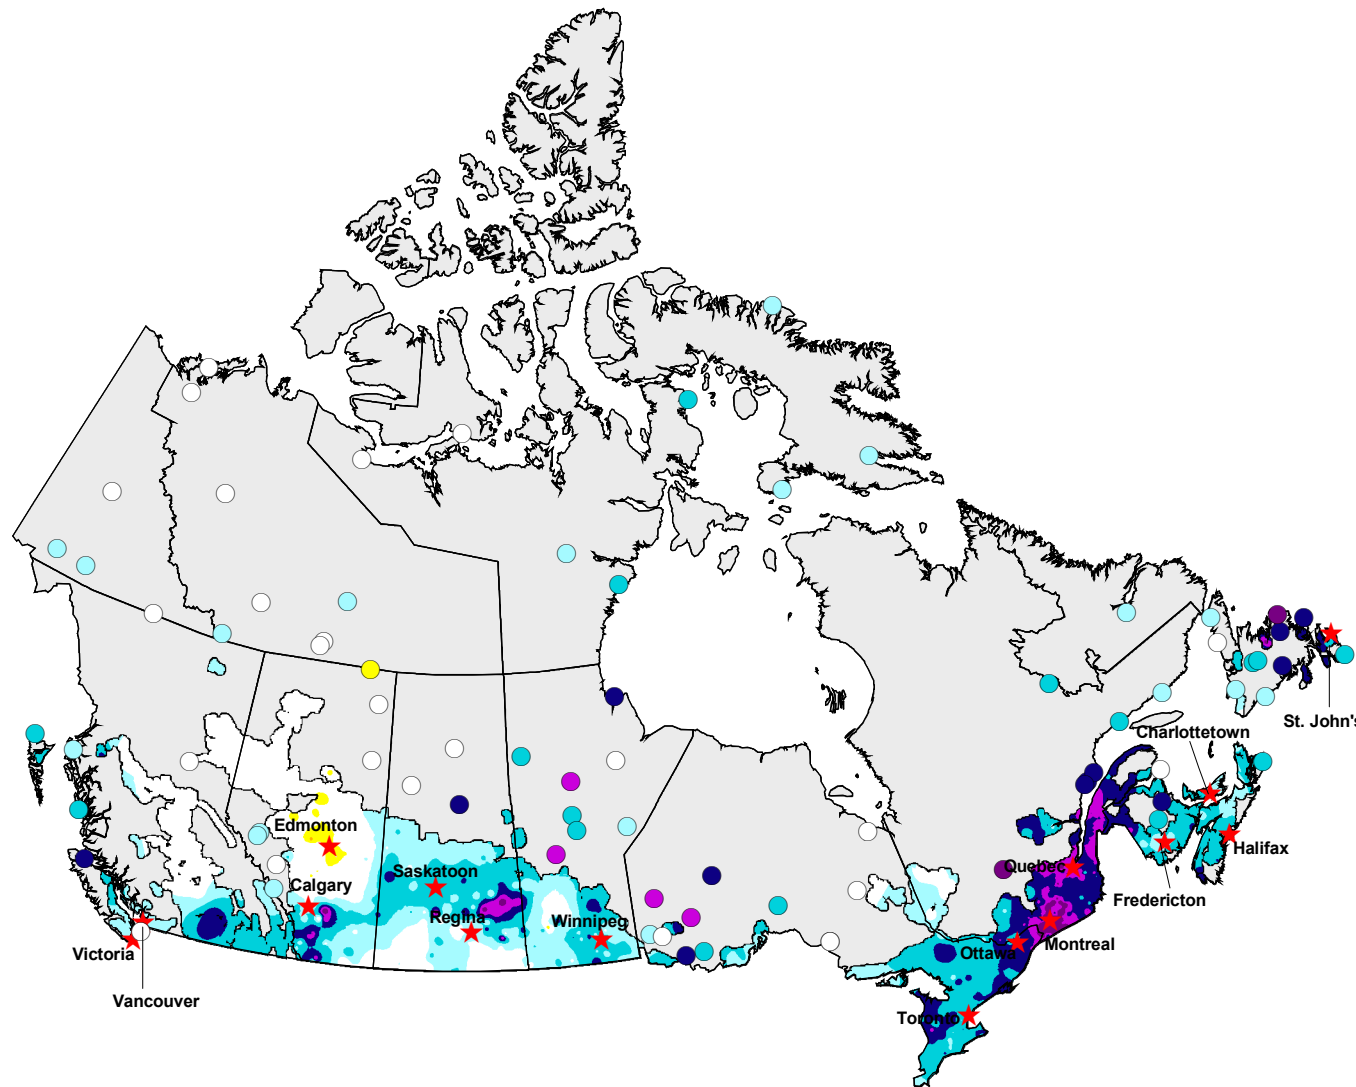 St. John's
Charlottetown
Edmonton
Halifax
Quebec
Saskatoon
Calgary
Fredericton
Regina
Winnipeg
Montreal
Victoria
Ottawa
Vancouver
Toronto